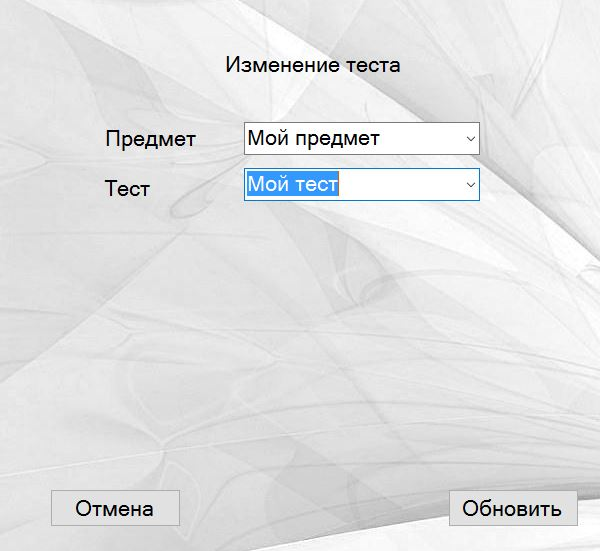 Изменение теста
Предмет Мой предмет
Тест Мой тест
Отмена Обновить